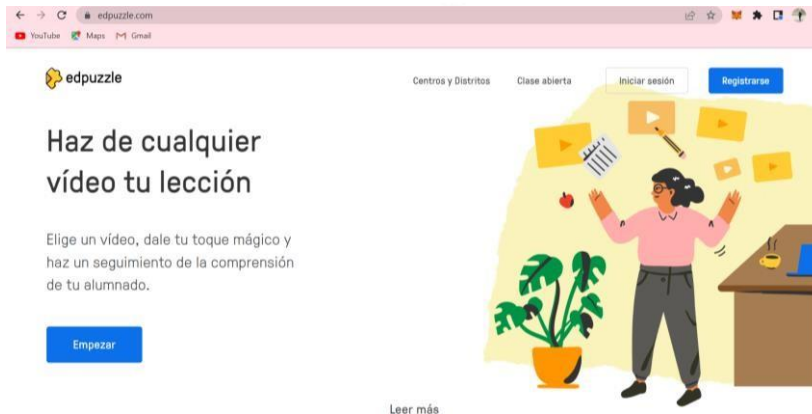 edpuzzle.com
YouTube Maps Gmail
edpuzzle
Centros y Distritos Clase abierta Iniciar sesión Registrarse
Haz de cualquier
vídeo tu lección
Elige un vídeo, dale tu toque mágico y
haz un seguimiento de la comprensión
de tu alumnado.
Empezar
Leer más